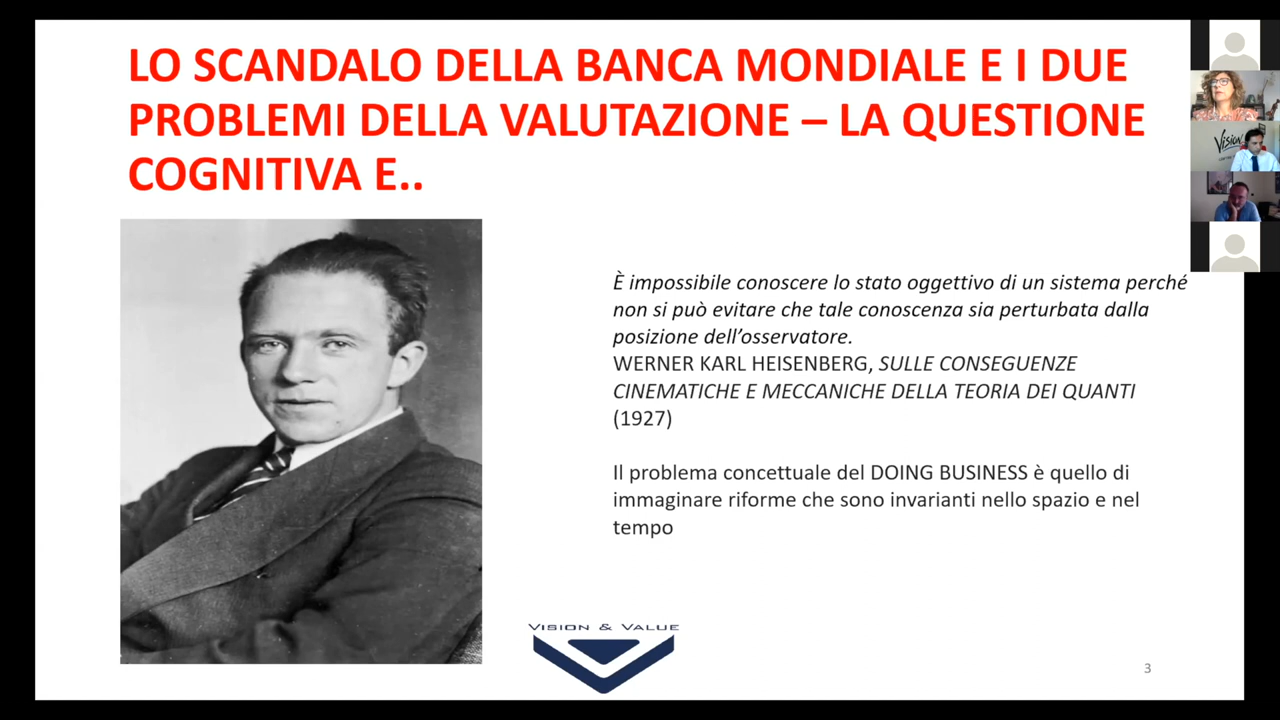 LO SCANDALO DELLA BANCA MONDIALE E I DUE
PROBLEMI DELLA VALUTAZIONE – LA QUESTIONE
COGNITIVA E..
È impossibile conoscere lo stato oggettivo di un sistema perché
non si può evitare che tale conoscenza sia perturbata dalla
posizione dell’osservatore.
WERNER KARL HEISENBERG, SULLE CONSEGUENZE
CINEMATICHE E MECCANICHE DELLA TEORIA DEI QUANTI
(1927)
Il problema concettuale del DOING BUSINESS è quello di
immaginare riforme che sono invarianti nello spazio e nel
tempo
VISION & VALUE
3
Vision